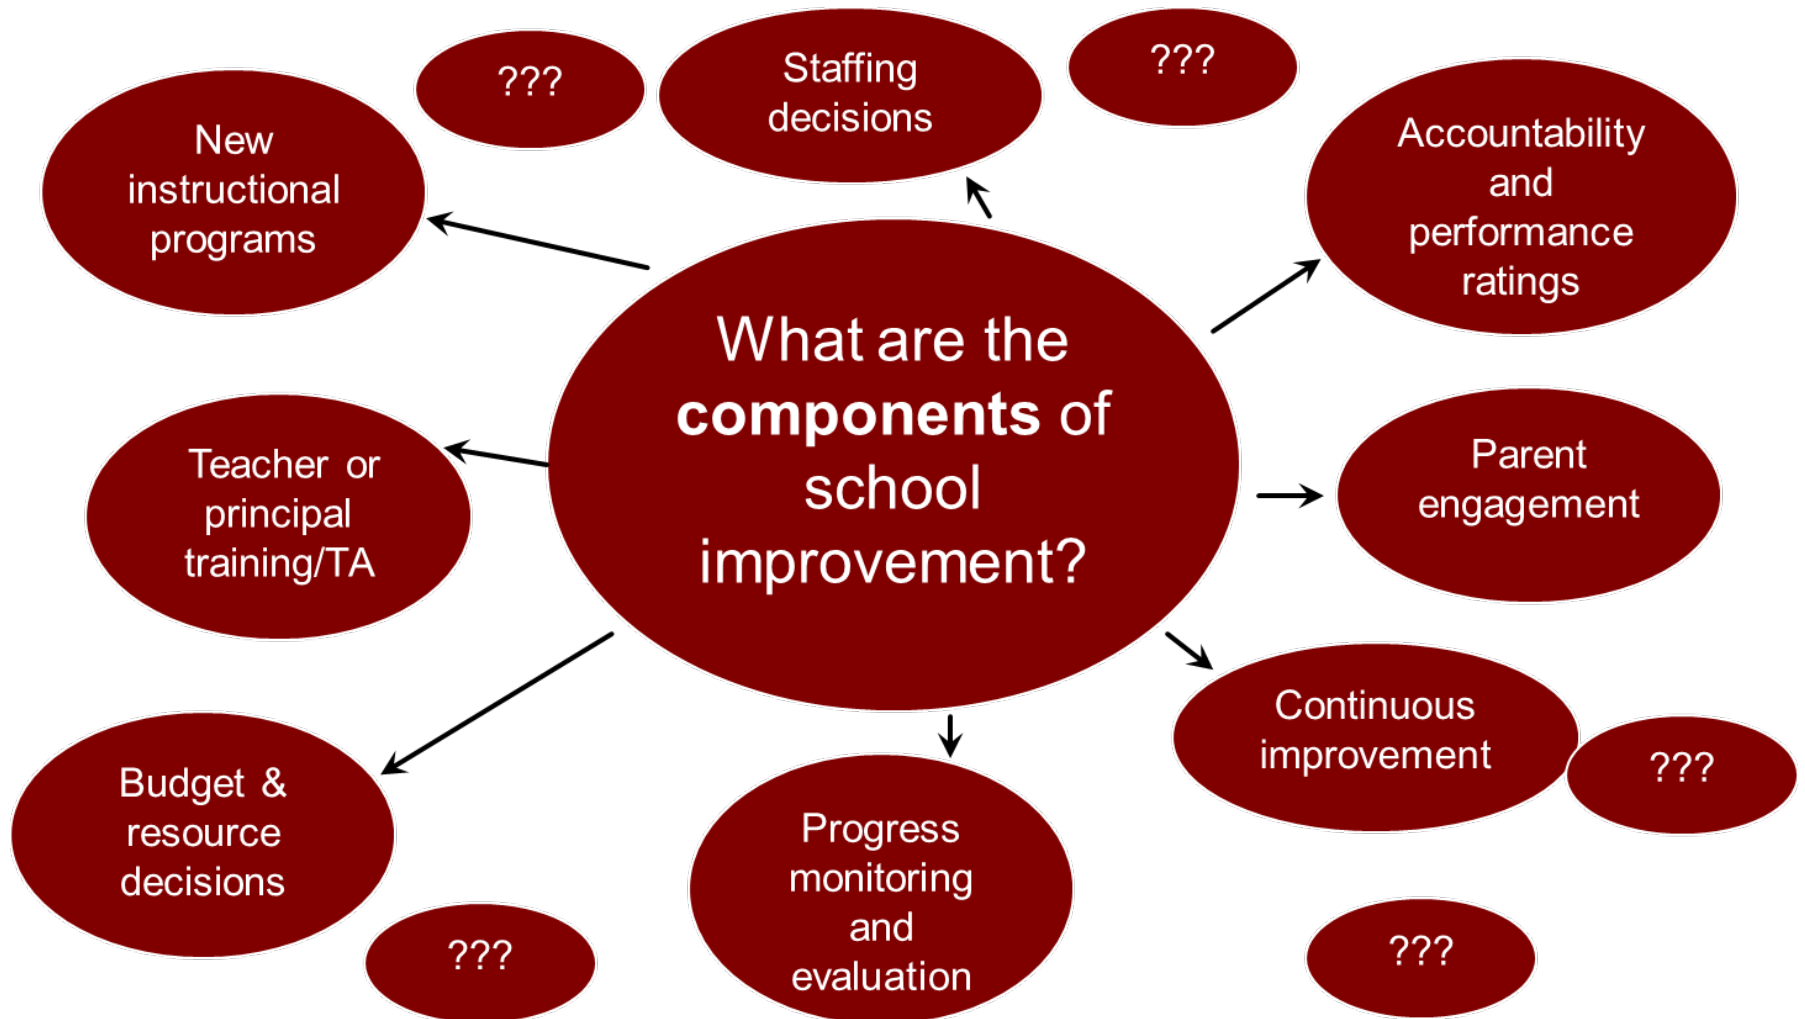 ???
Staffing
decisions
???
New
instructional
programs
Accountability
and
performance
ratings
What are the
components of
school
improvement?
Teacher or
principal
training/TA
Parent
engagement
Continuous
improvement
???
Budget &
resource
decisions
Progress
monitoring
and
evaluation
???
???